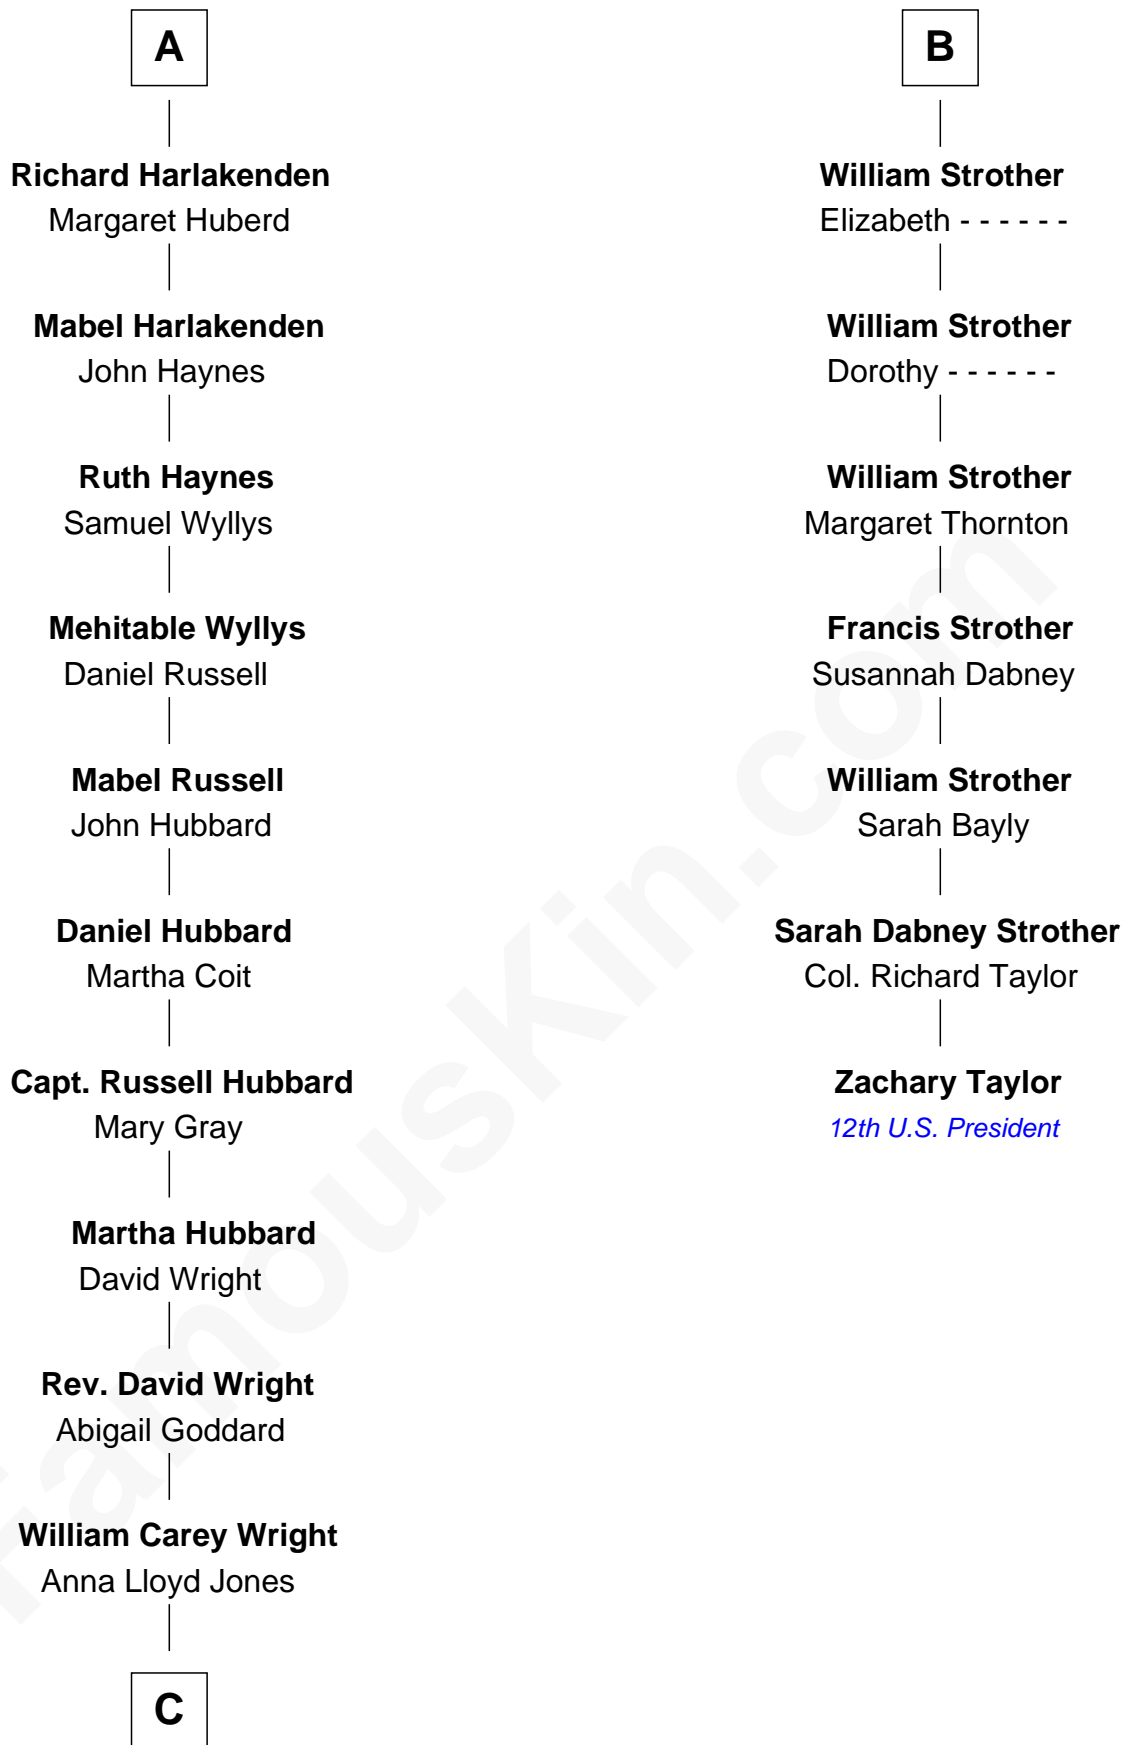 A
Richard Harlakenden
Margaret Huberd
Mabel Harlakenden
John Haynes
Ruth Haynes
Samuel Wyllys
Mehitable Wyllys
Daniel Russell
Mabel Russell
John Hubbard
Daniel Hubbard
Martha Coit
Capt. Russell Hubbard
Mary Gray
Martha Hubbard
David Wright
Rev. David Wright
Abigail Goddard
William Carey Wright
Anna Lloyd Jones
C
B
William Strother
Elizabeth - - - - - -
William Strother
Dorothy - - - - - -
William Strother
Margaret Thornton
Francis Strother
Susannah Dabney
William Strother
Sarah Bayly
Sarah Dabney Strother
Col. Richard Taylor
Zachary Taylor
12th U.S. President
FamousKin.com